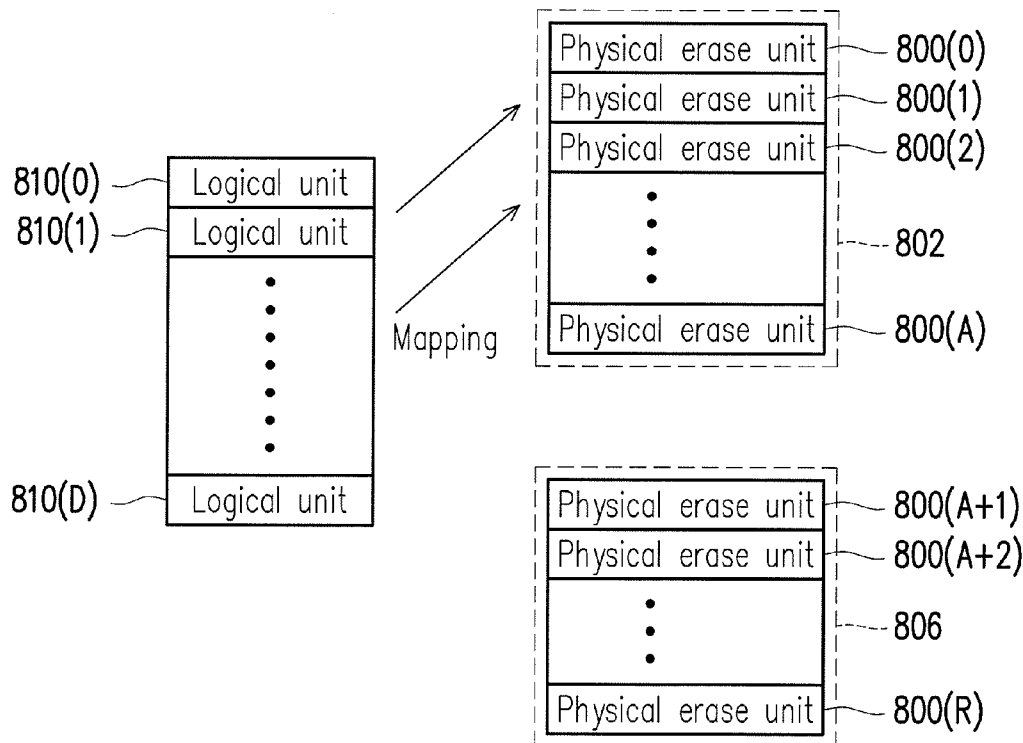 810(0) Logical unit
810(1) Logical unit
810(D) Logical unit
Mapping
Physical erase unit 800(0)
Physical erase unit 800(1)
Physical erase unit 800(2)
802
Physical erase unit 800(A)
Physical erase unit 800(A+1)
Physical erase unit 800(A+2)
806
Physical erase unit 800(R)